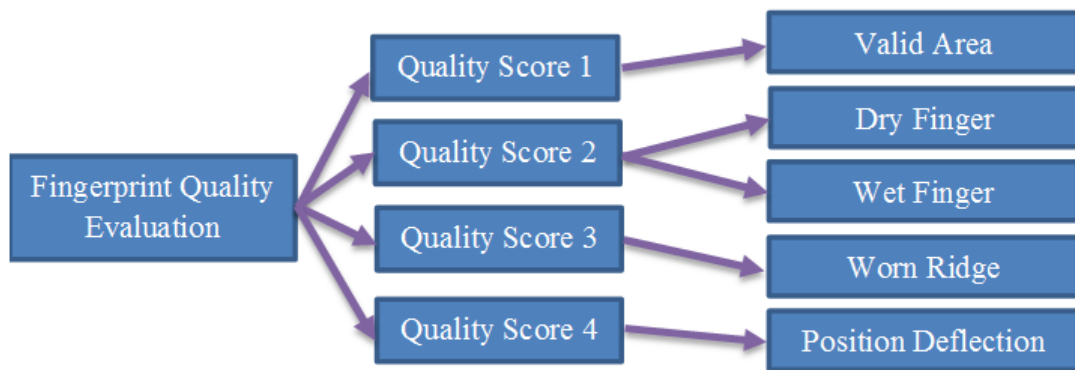 Fingerprint Quality
Evaluation
Quality Score 1
Quality Score 2
Quality Score 3
Quality Score 4
Valid Area
Dry Finger
Wet Finger
Worn Ridge
Position Deflection